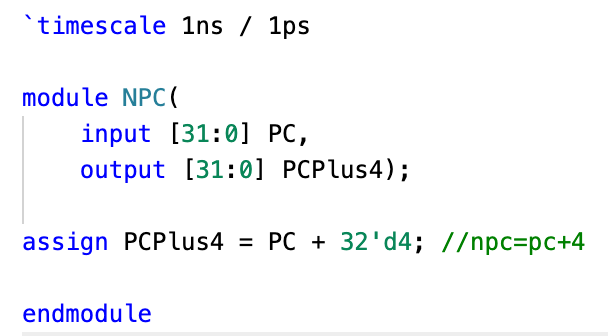 `timescale 1ns / 1ps
module NPC(
input [31:0] PC,
output [31:0] PCPlus4);
assign PCPlus4 = PC + 32'd4; //npc=pc+4
endmodule